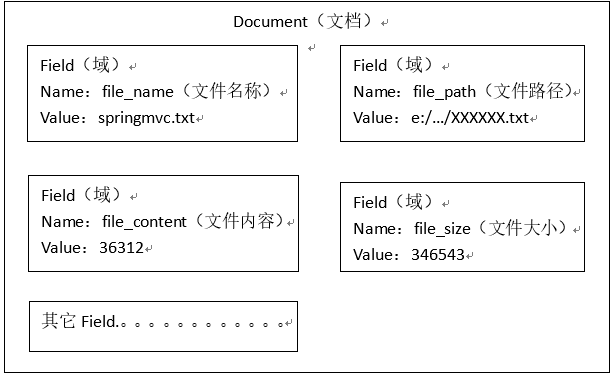 Document（文档）
Field（域）
Name：file_name（文件名称）
Value：springmvc.txt
Field（域）
Name：file_path（文件路径）
Value：e:/.../XXXXXX.txt
Field（域）
Name：file_content（文件内容）
Value：36312
Field（域）
Name：file_size（文件大小）
Value：346543
其它 Field.。。。。。。。。。。。。